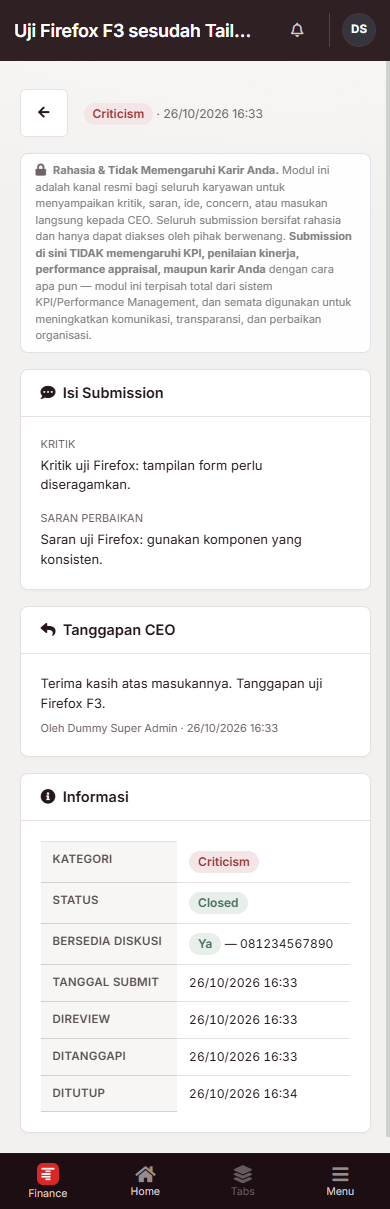 Uji Firefox F3 sesudah Tail...
DS
Criticism · 26/10/2026 16:33
Rahasia & Tidak Memengaruhi Karir Anda. Modul ini
adalah kanal resmi bagi seluruh karyawan untuk
menyampaikan kritik, saran, ide, concern, atau masukan
langsung kepada CEO. Seluruh submission bersifat rahasia
dan hanya dapat diakses oleh pihak berwenang. Submission
di sini TIDAK memengaruhi KPI, penilaian kinerja,
performance appraisal, maupun karir Anda dengan cara
apa pun — modul ini terpisah total dari sistem
KPI/Performance Management, dan semata digunakan untuk
meningkatkan komunikasi, transparansi, dan perbaikan
organisasi.
Isi Submission
KRITIK
Kritik uji Firefox: tampilan form perlu
diseragamkan.
SARAN PERBAIKAN
Saran uji Firefox: gunakan komponen yang
konsisten.
Tanggapan CEO
Terima kasih atas masukannya. Tanggapan uji
Firefox F3.
Oleh Dummy Super Admin · 26/10/2026 16:33
Informasi
KATEGORI Criticism
STATUS Closed
BERSEDIA DISKUSI Ya — 081234567890
TANGGAL SUBMIT 26/10/2026 16:33
DIREVIEW 26/10/2026 16:33
DITANGGAPI 26/10/2026 16:33
DITUTUP 26/10/2026 16:34
Finance Home Tabs Menu